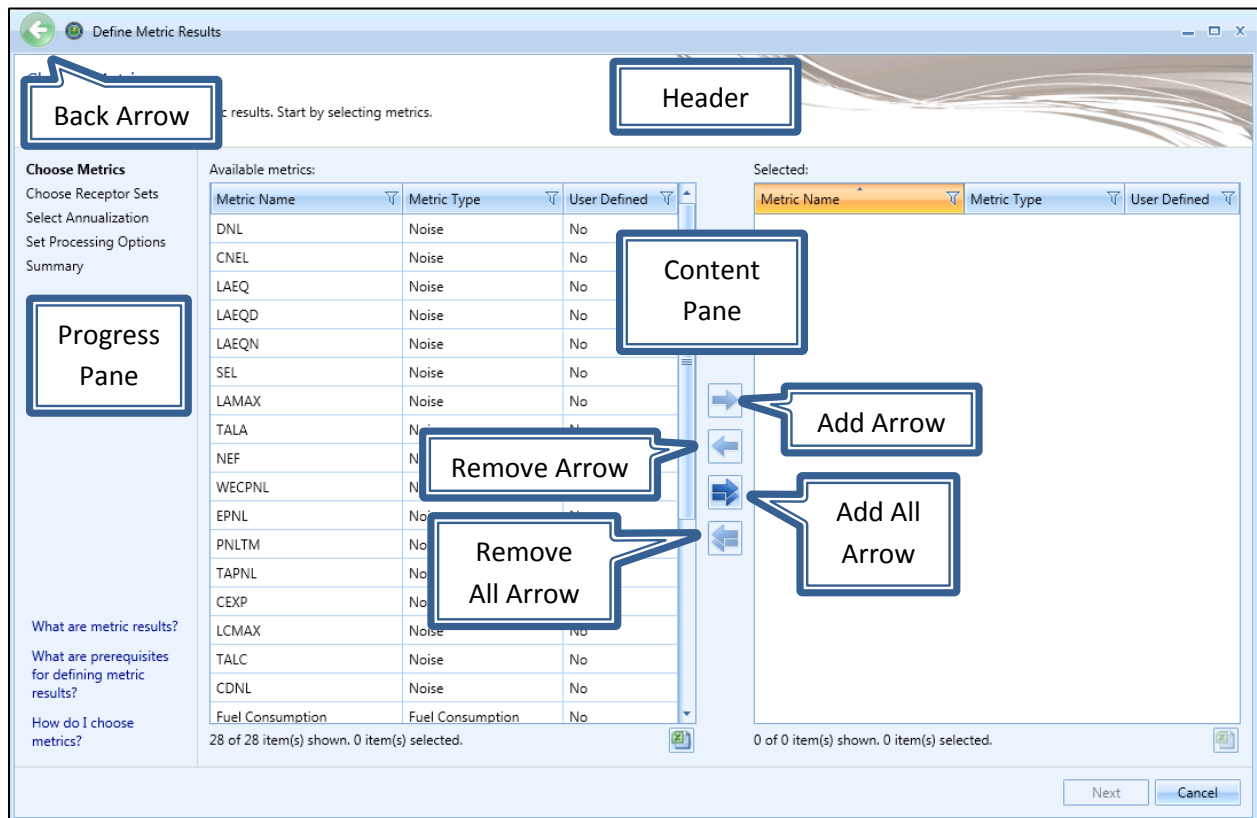 Define Metric Results
Back Arrow
Header
results. Start by selecting metrics.
Choose Metrics
Choose Receptor Sets
Select Annualization
Set Processing Options
Summary
Progress
Pane
What are metric results?
What are prerequisites
for defining metric
results?
How do I choose
metrics?
Available metrics:
Metric Name Metric Type User Defined
DNL Noise No
CNEL Noise No
LAEQ Noise No
LAEQD Noise No
LAEQN Noise No
SEL Noise No
LAMAX Noise No
TALA
NEF
WECPNL
EPNL
PNLTM
TAPNL
CEXP
LCMAX Noise No
TALC Noise No
CDNL Noise No
Fuel Consumption Fuel Consumption No
28 of 28 item(s) shown. 0 item(s) selected.
Content
Pane
Add Arrow
Remove Arrow
Add All
Arrow
Remove
All Arrow
Selected:
Metric Name Metric Type User Defined
0 of 0 item(s) shown. 0 item(s) selected.
Next Cancel